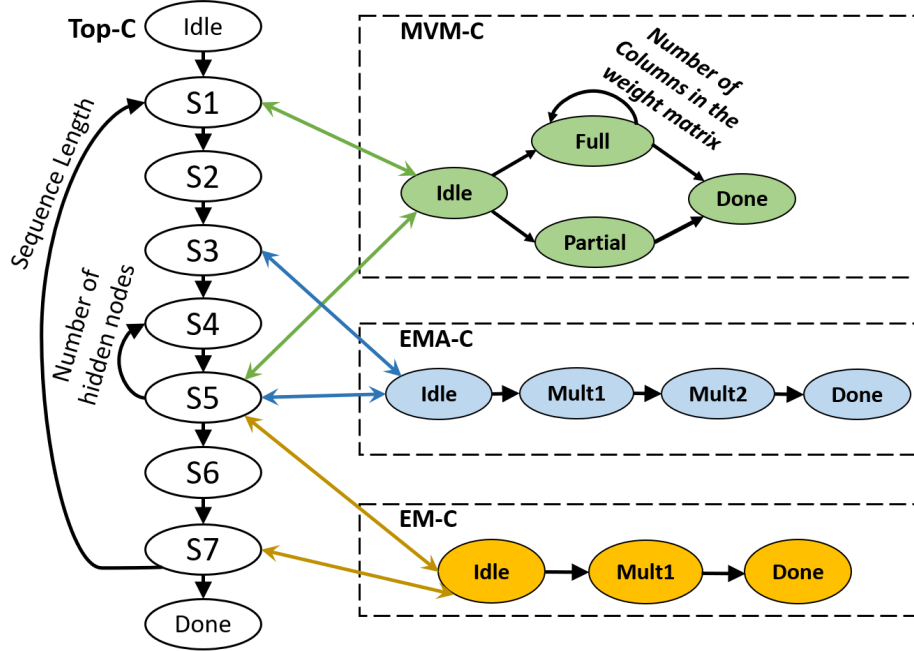 Top-C
Idle
S1
S2
S3
S4
S5
S6
S7
Done
Sequence Length
Number of
hidden nodes
MVM-C
Number of
Columns in the
weight matrix
Idle
Full
Partial
Done
EMA-C
Idle
Mult1
Mult2
Done
EM-C
Idle
Mult1
Done